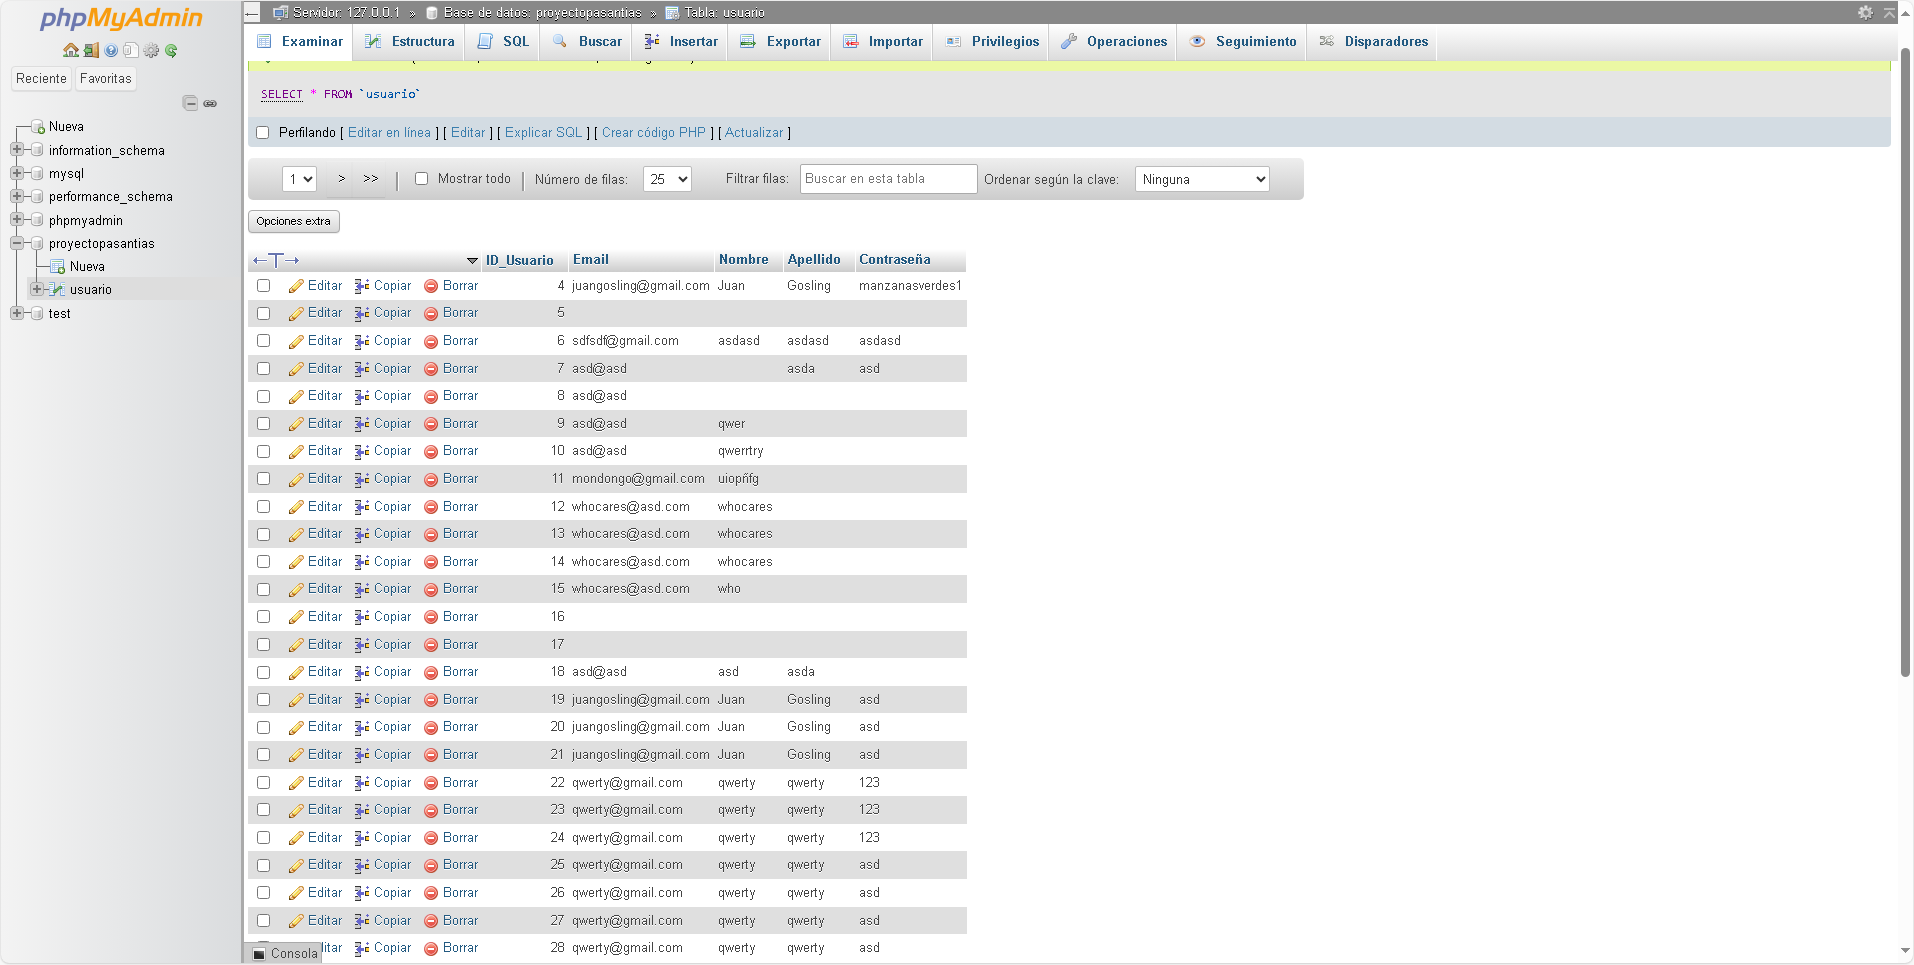 phpMyAdmin
Reciente Favoritas
Nueva
information_schema
mysql
performance_schema
phpmyadmin
proyectopasantias
Nueva
usuario
test
Servidor: 127.0.0.1 » Base de datos: proyectopasantias » Tabla: usuario
Examinar Estructura SQL Buscar Insertar Exportar Importar Privilegios Operaciones Seguimiento Disparadores
SELECT * FROM `usuario`
Perfilando [ Editar en línea ] [ Editar ] [ Explicar SQL ] [ Crear código PHP ] [ Actualizar ]
1 > >> | Mostrar todo | Número de filas: 25 Filtrar filas: Buscar en esta tabla Ordenar según la clave: Ninguna
Opciones extra
←T→ ID_Usuario Email Nombre Apellido Contraseña
Editar Copiar Borrar 4 juangosling@gmail.com Juan Gosling manzanasverdes1
Editar Copiar Borrar 5
Editar Copiar Borrar 6 sdfsdf@gmail.com asdasd asdasd asdasd
Editar Copiar Borrar 7 asd@asd asda asd
Editar Copiar Borrar 8 asd@asd
Editar Copiar Borrar 9 asd@asd qwer
Editar Copiar Borrar 10 asd@asd qwerrtry
Editar Copiar Borrar 11 mondongo@gmail.com uiopñfg
Editar Copiar Borrar 12 whocares@asd.com whocares
Editar Copiar Borrar 13 whocares@asd.com whocares
Editar Copiar Borrar 14 whocares@asd.com whocares
Editar Copiar Borrar 15 whocares@asd.com who
Editar Copiar Borrar 16
Editar Copiar Borrar 17
Editar Copiar Borrar 18 asd@asd asd asda
Editar Copiar Borrar 19 juangosling@gmail.com Juan Gosling asd
Editar Copiar Borrar 20 juangosling@gmail.com Juan Gosling asd
Editar Copiar Borrar 21 juangosling@gmail.com Juan Gosling asd
Editar Copiar Borrar 22 qwerty@gmail.com qwerty qwerty 123
Editar Copiar Borrar 23 qwerty@gmail.com qwerty qwerty 123
Editar Copiar Borrar 24 qwerty@gmail.com qwerty qwerty 123
Editar Copiar Borrar 25 qwerty@gmail.com qwerty qwerty asd
Editar Copiar Borrar 26 qwerty@gmail.com qwerty qwerty asd
Editar Copiar Borrar 27 qwerty@gmail.com qwerty qwerty asd
itar Copiar Borrar 28 qwerty@gmail.com qwerty qwerty asd
Consola